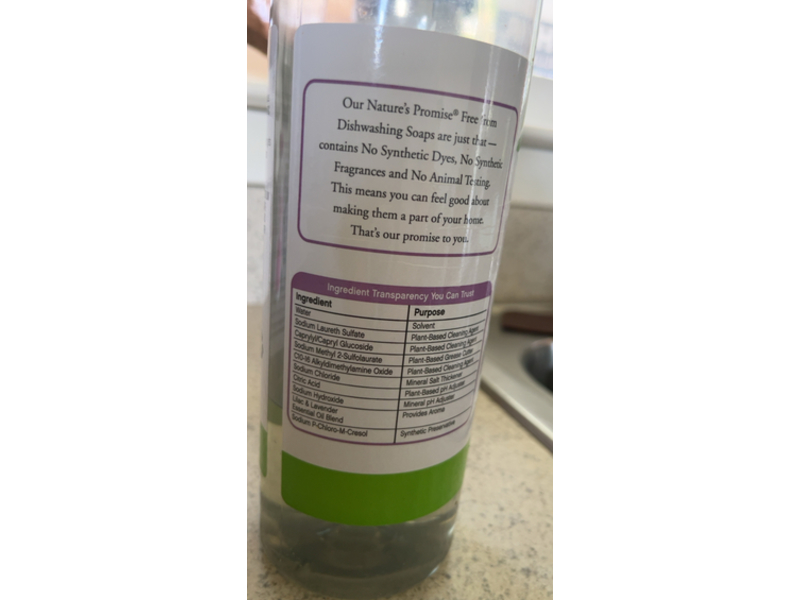 Our Nature's Promise® Free from
Dishwashing Soaps are just that—
contains No Synthetic Dyes, No Synthetic
Fragrances and No Animal Testing.
This means you can feel good about
making them a part of your home.
That's our promise to you.
Ingredient Transparency You Can Trust
Ingredient Purpose
Water Solvent
Sodium Laureth Sulfate Plant-Based Cleaning Agent
Caprylyl/Capryl Glucoside Plant-Based Cleaning Agent
Sodium Methyl 2-Sulfolaurate Plant-Based Grease Cutter
C10-16 Alkyldimethylamine Oxide Plant-Based Cleaning Agent
Sodium Chloride Mineral Salt Thickener
Citric Acid Plant-Based pH Adjuster
Sodium Hydroxide Mineral pH Adjuster
Lilac & Lavender Provides Aroma
Essential Oil Blend
Sodium P-Chloro-M-Cresol Synthetic Preservative